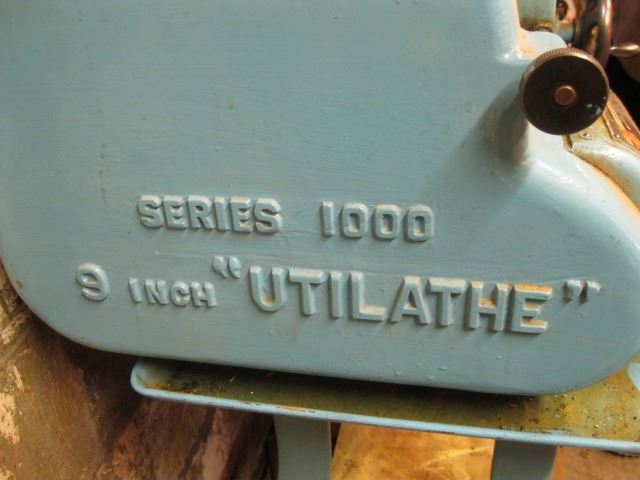 SERIES 1000
9 INCH "UTILATHE"